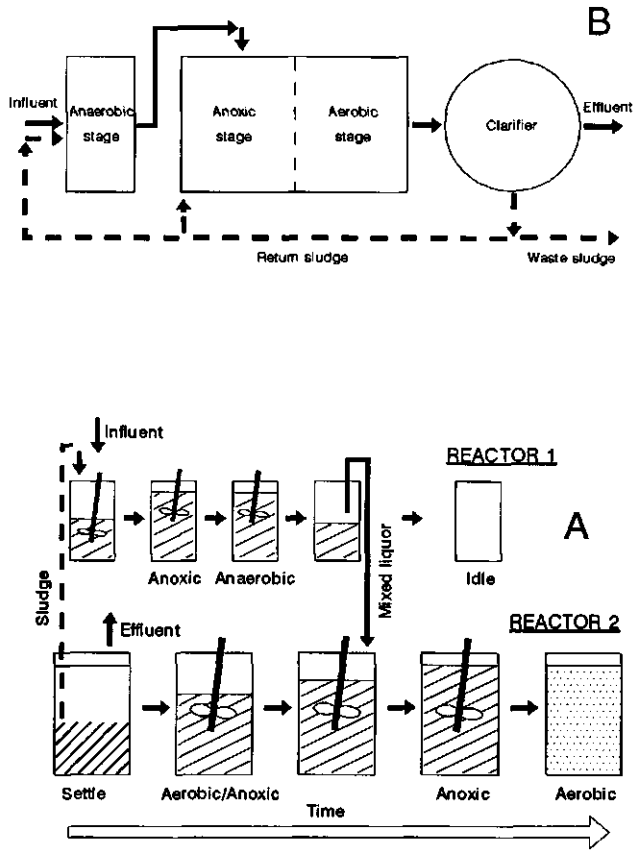 B
Influent
Anaerobic
stage
Anoxic
stage
Aerobic
stage
Clarifier
Effluent
Return sludge
Waste sludge
Influent
REACTOR 1
A
Anoxic
Anaerobic
Idle
Sludge
Mixed liquor
Effluent
REACTOR 2
Settle
Aerobic/Anoxic
Anoxic
Aerobic
Time